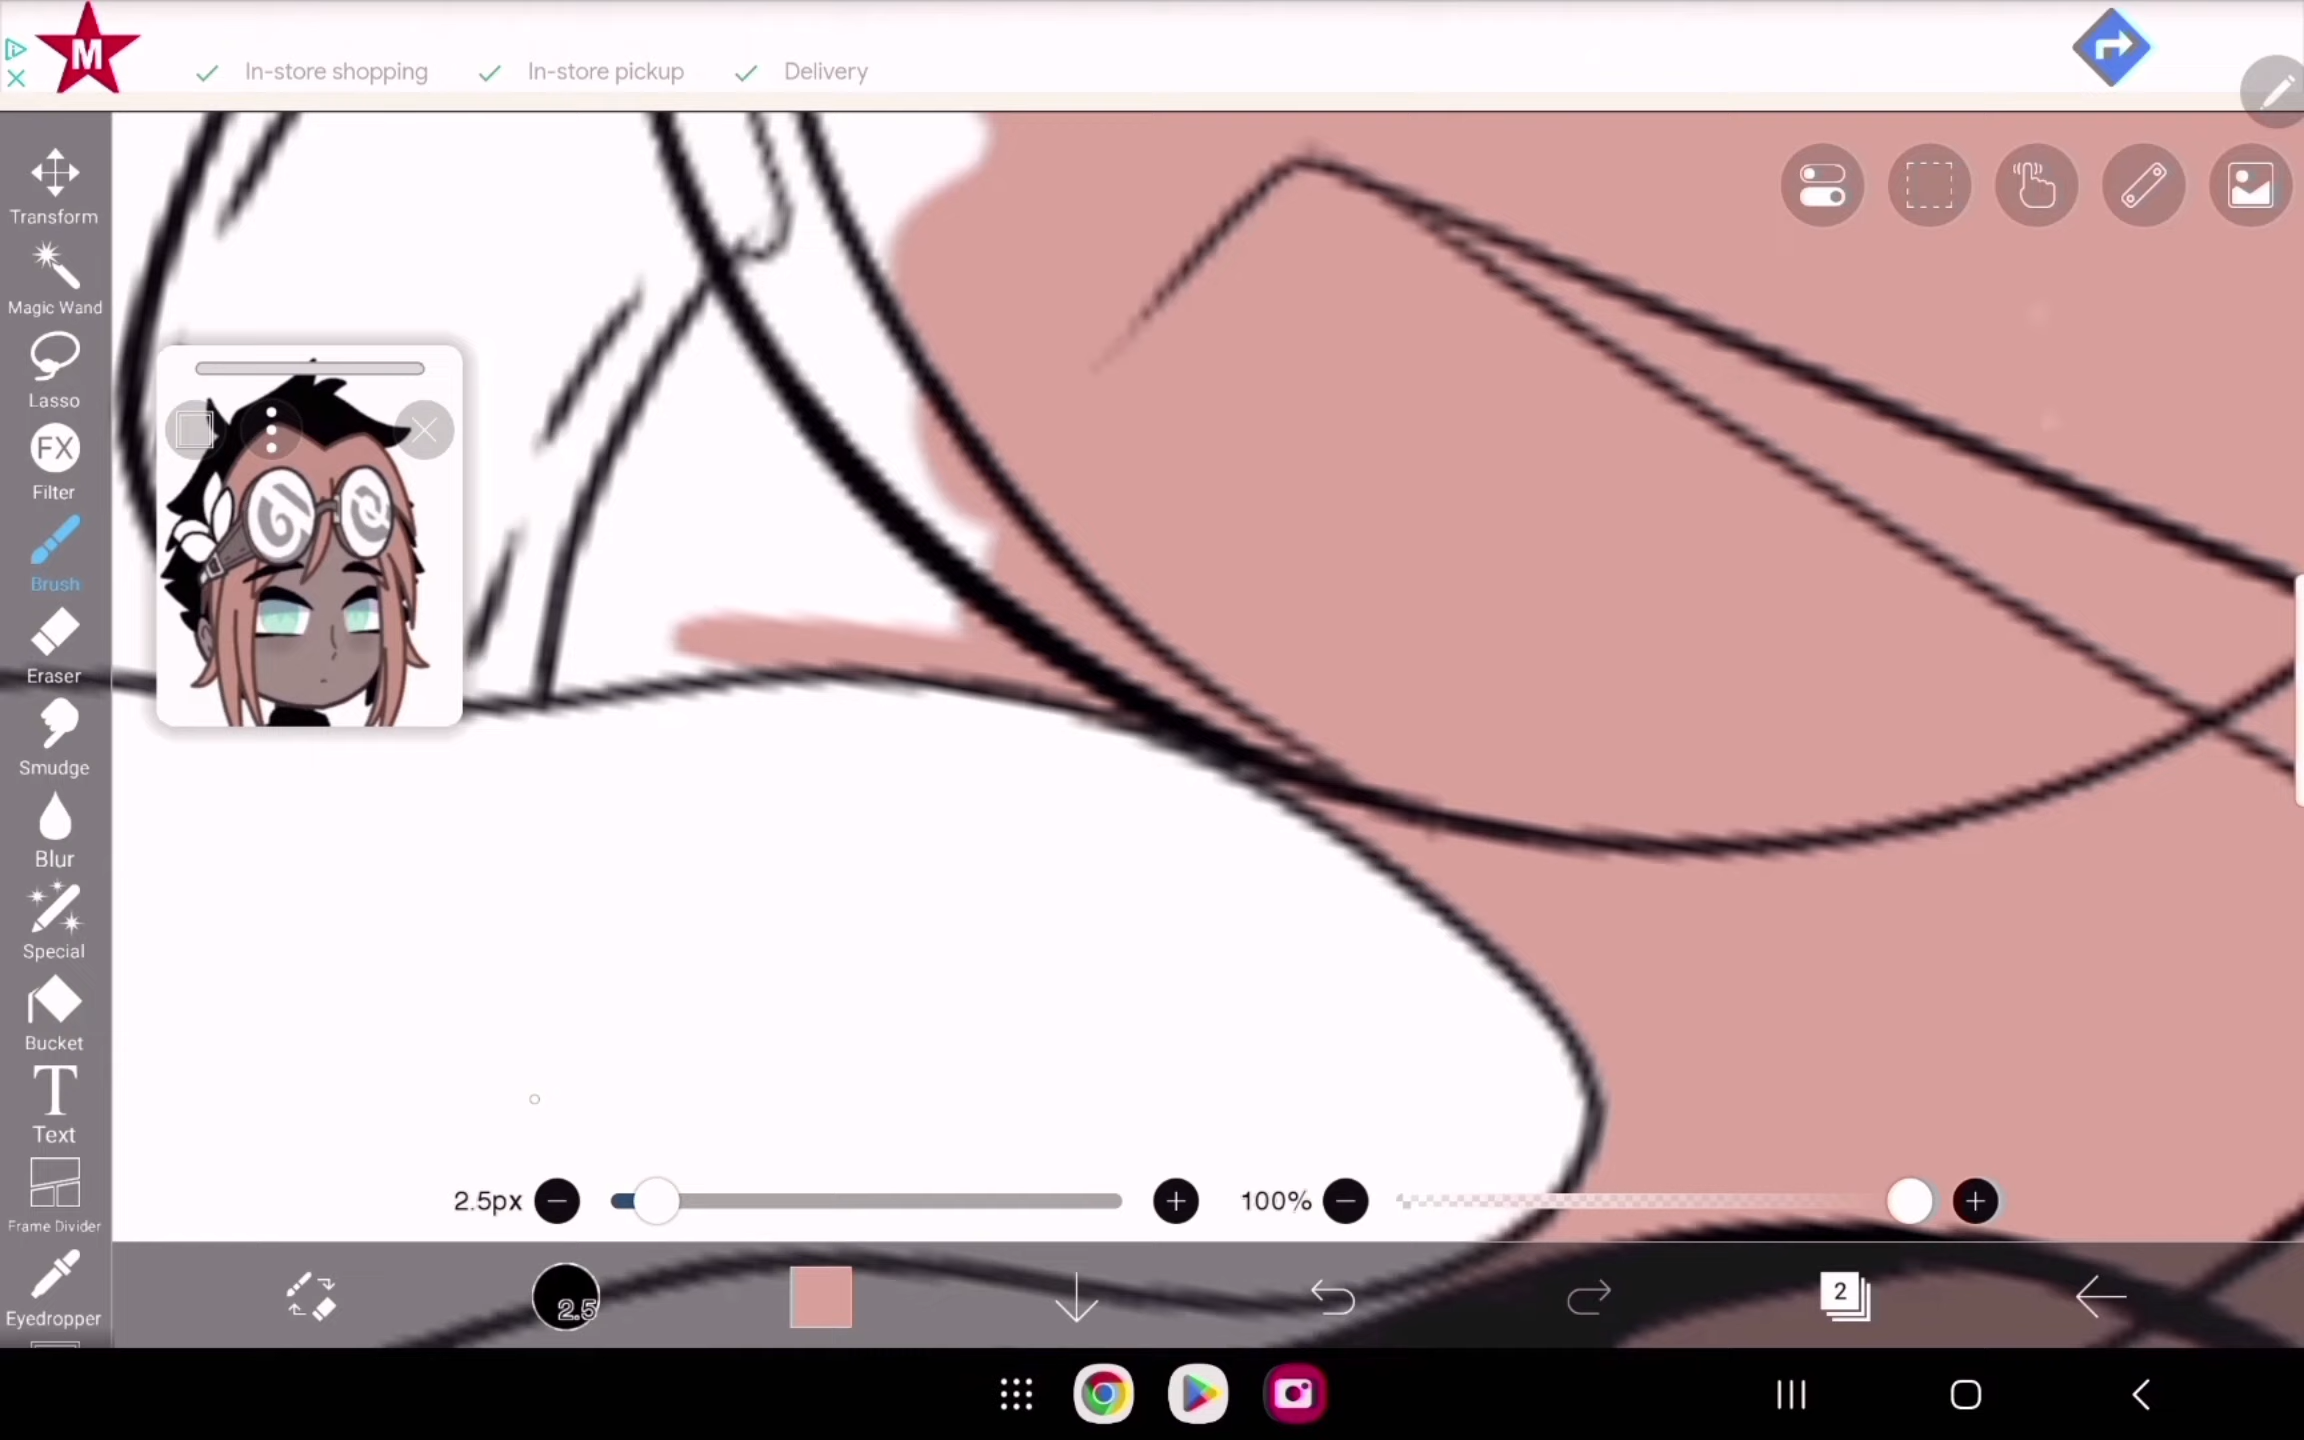 M
In-store shopping In-store pickup Delivery
Transform
Magic Wand
Lasso
FX
Filter
Brush
Eraser
Smudge
Blur
Special
Bucket
T
Text
Frame Divider
Eyedropper
2.5px 100%
2.5
2